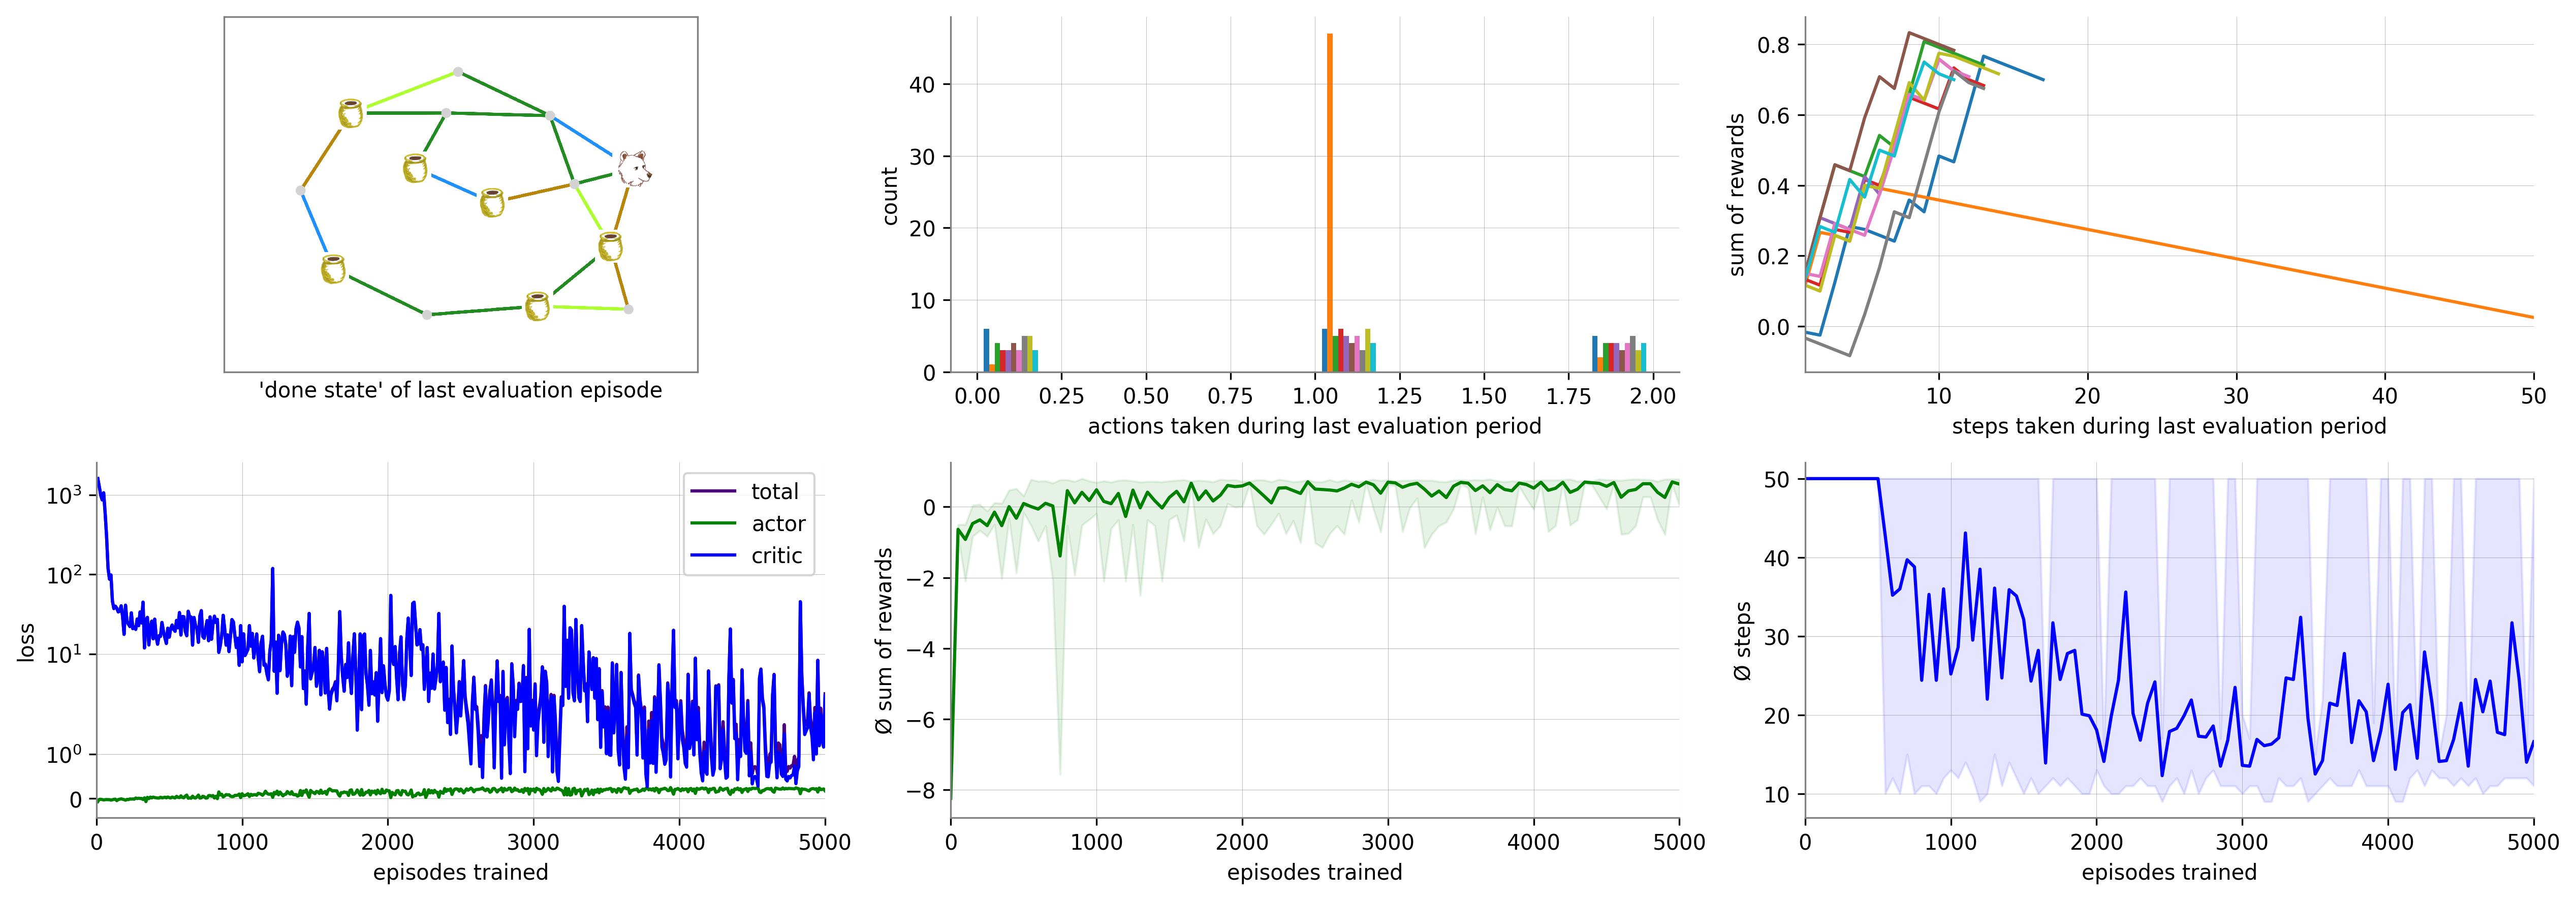 'done state' of last evaluation episode
count
40
30
20
10
0
0.00 0.25 0.50 0.75 1.00 1.25 1.50 1.75 2.00
actions taken during last evaluation period
sum of rewards
0.8
0.6
0.4
0.2
0.0
10 20 30 40 50
steps taken during last evaluation period
loss
10³
10²
10¹
10⁰
0
total
actor
critic
0 1000 2000 3000 4000 5000
episodes trained
Ø sum of rewards
0
−2
−4
−6
−8
0 1000 2000 3000 4000 5000
episodes trained
Ø steps
50
40
30
20
10
0 1000 2000 3000 4000 5000
episodes trained